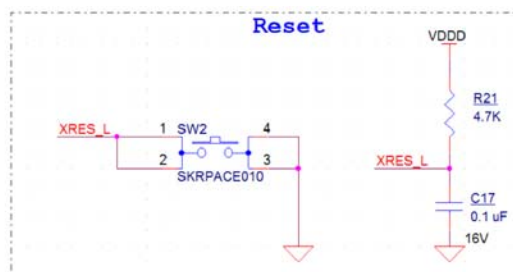 Reset
VDDD
R21
4.7K
XRES_L
1
SW2
4
2
3
SKRPACE010
XRES_L
C17
0.1 uF
16V